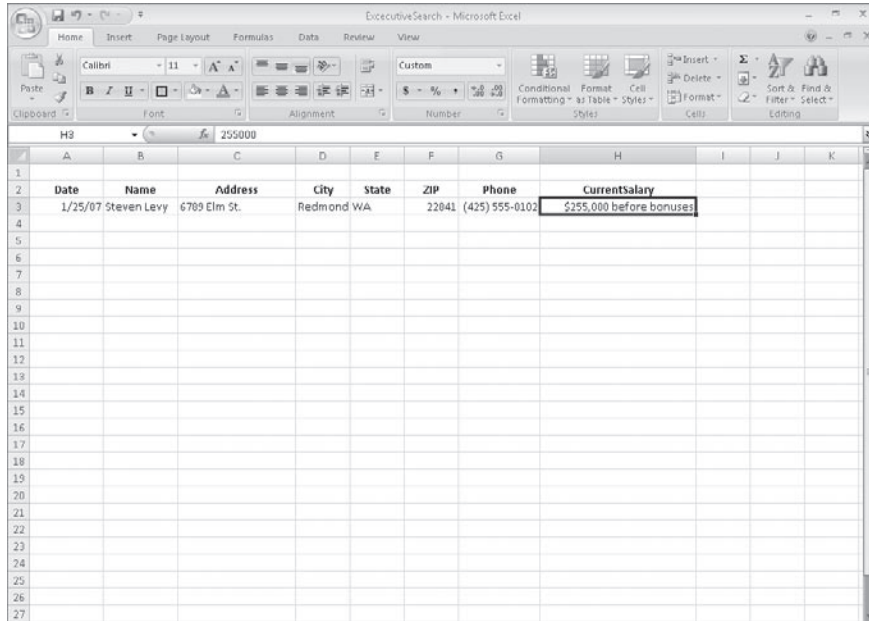 ExcecutiveSearch - Microsoft Excel
Home Insert Page Layout Formulas Data Review View
Paste
Calibri 11 A A
Custom
B I U A
$ % ,
Conditional Formatting
Format as Table
Cell Styles
Insert
Delete
Format
Σ
Sort & Filter
Find & Select
Clipboard Font Alignment Number Styles Cells Editing
H3 fx 255000
A B C D E F G H I J K
1
2 Date Name Address City State ZIP Phone CurrentSalary
3 1/25/07 Steven Levy 6789 Elm St. Redmond WA 22841 (425) 555-0102 $255,000 before bonuses
4
5
6
7
8
9
10
11
12
13
14
15
16
17
18
19
20
21
22
23
24
25
26
27